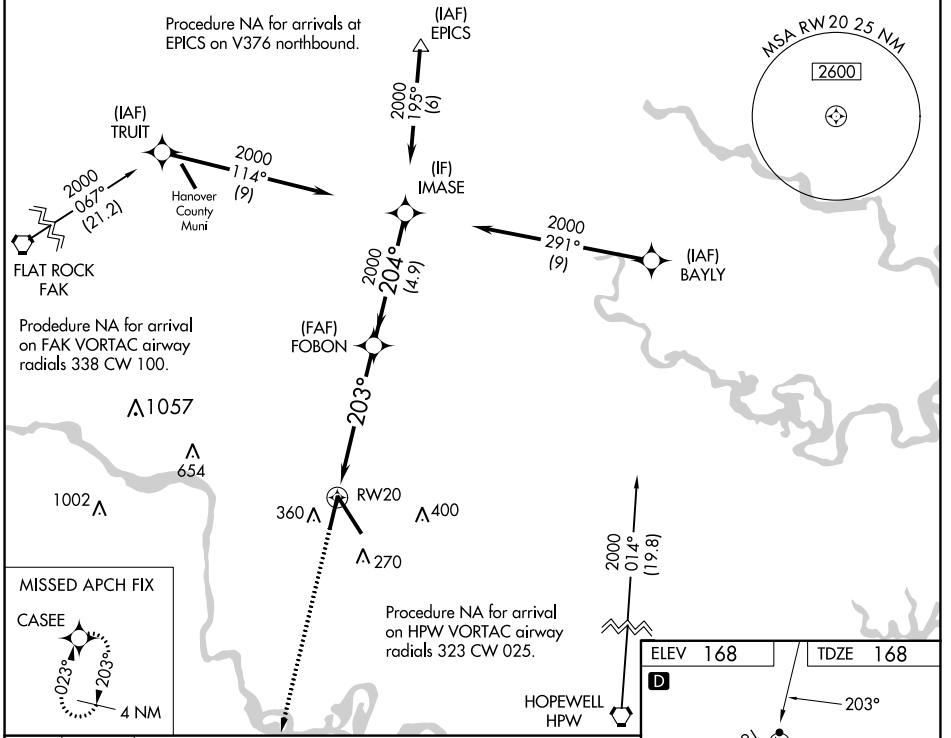 Procedure NA for arrivals at
EPICS on V376 northbound.
(IAF)
EPICS
2000
195°
(6)
MSA RW 20 25 NM
2600
(IAF)
TRUIT
2000
114°
(9)
Hanover
County
Muni
2000
067°
(21.2)
FLAT ROCK
FAK
(IF)
IMASE
2000
291°
(9)
(IAF)
BAYLY
2000
204°
(4.9)
(FAF)
FOBON
Prodedure NA for arrival
on FAK VORTAC airway
radials 338 CW 100.
203°
1057
654
1002
RW20
360
400
270
2000
014°
(19.8)
MISSED APCH FIX
CASEE
023°
203°
4 NM
Procedure NA for arrival
on HPW VORTAC airway
radials 323 CW 025.
HOPEWELL
HPW
ELEV 168
TDZE 168
D
203°